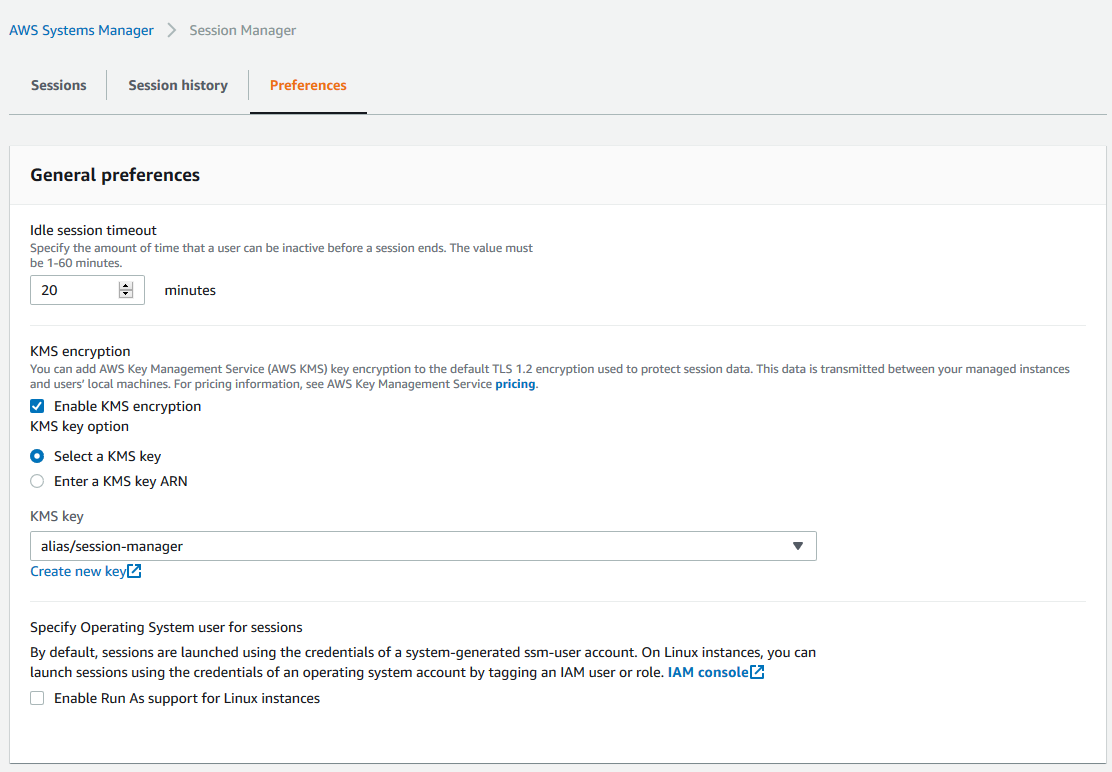 AWS Systems Manager > Session Manager
Sessions Session history Preferences
General preferences
Idle session timeout
Specify the amount of time that a user can be inactive before a session ends. The value must
be 1-60 minutes.
20 minutes
KMS encryption
You can add AWS Key Management Service (AWS KMS) key encryption to the default TLS 1.2 encryption used to protect session data. This data is transmitted between your managed instances
and users' local machines. For pricing information, see AWS Key Management Service pricing.
Enable KMS encryption
KMS key option
Select a KMS key
Enter a KMS key ARN
KMS key
alias/session-manager
Create new key
Specify Operating System user for sessions
By default, sessions are launched using the credentials of a system-generated ssm-user account. On Linux instances, you can
launch sessions using the credentials of an operating system account by tagging an IAM user or role. IAM console
Enable Run As support for Linux instances